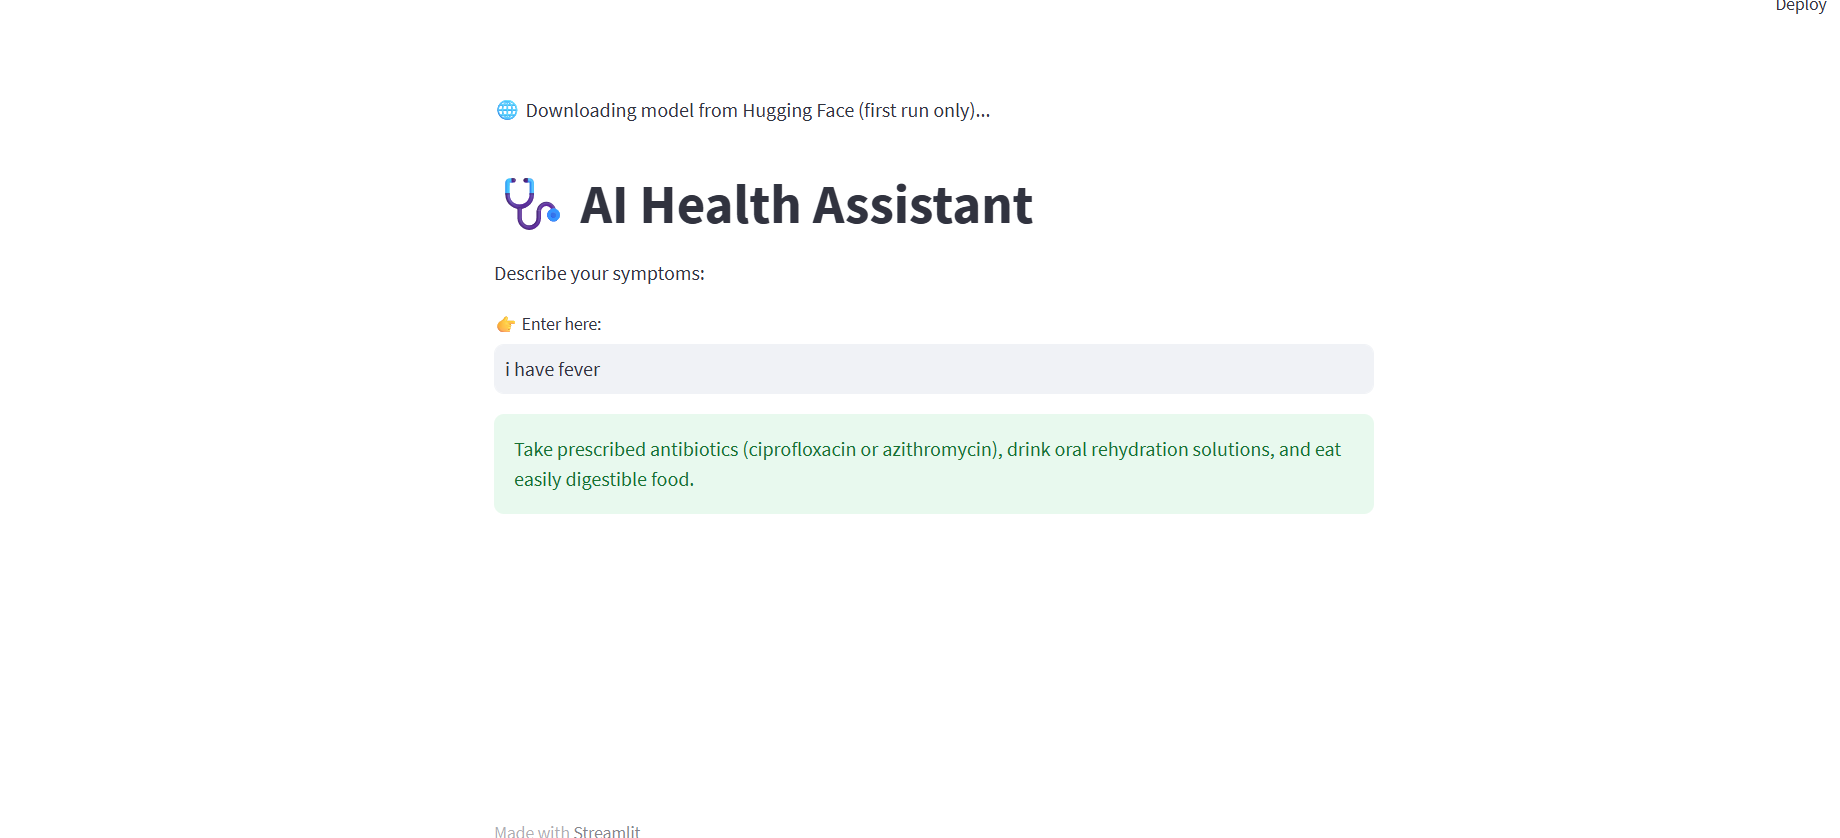 Deploy
🌐 Downloading model from Hugging Face (first run only)...
🩺 AI Health Assistant
Describe your symptoms:
👉 Enter here:
i have fever
Take prescribed antibiotics (ciprofloxacin or azithromycin), drink oral rehydration solutions, and eat
easily digestible food.
Made with Streamlit